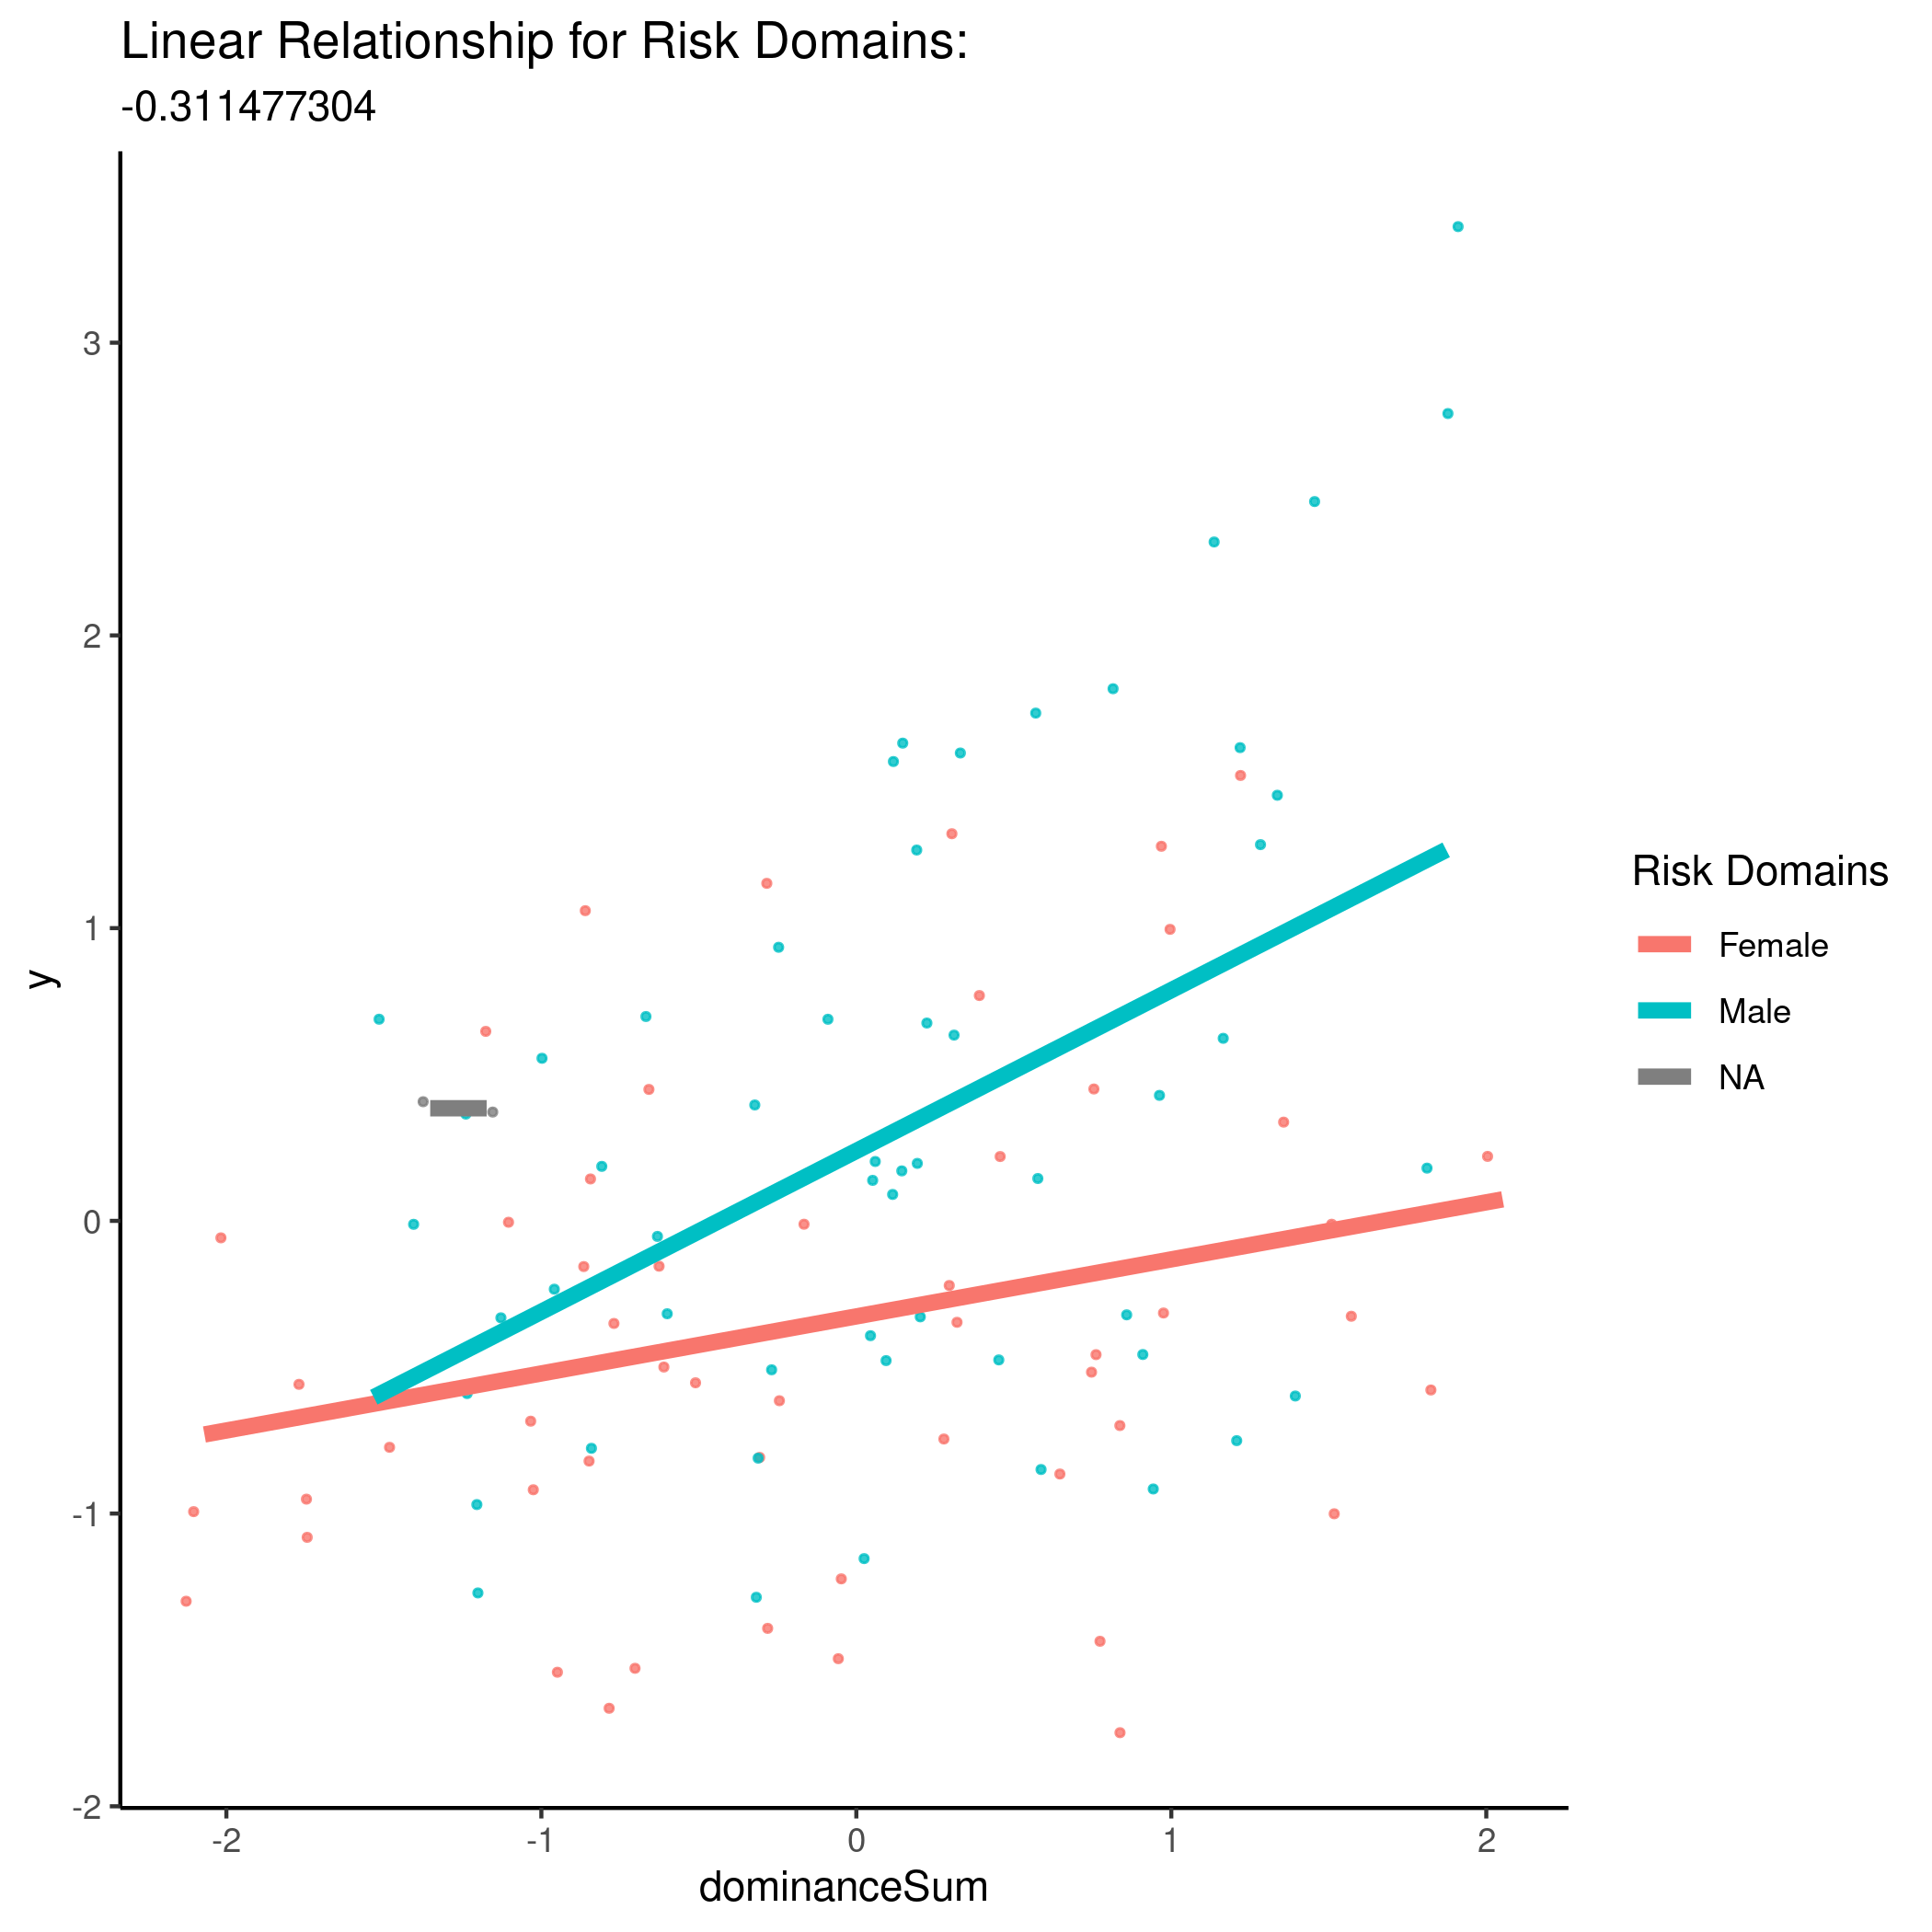 Linear Relationship for Risk Domains:
-0.311477304
3
2
1
0
-1
-2
y
-2
-1
0
1
2
dominanceSum
Risk Domains
Female
Male
NA